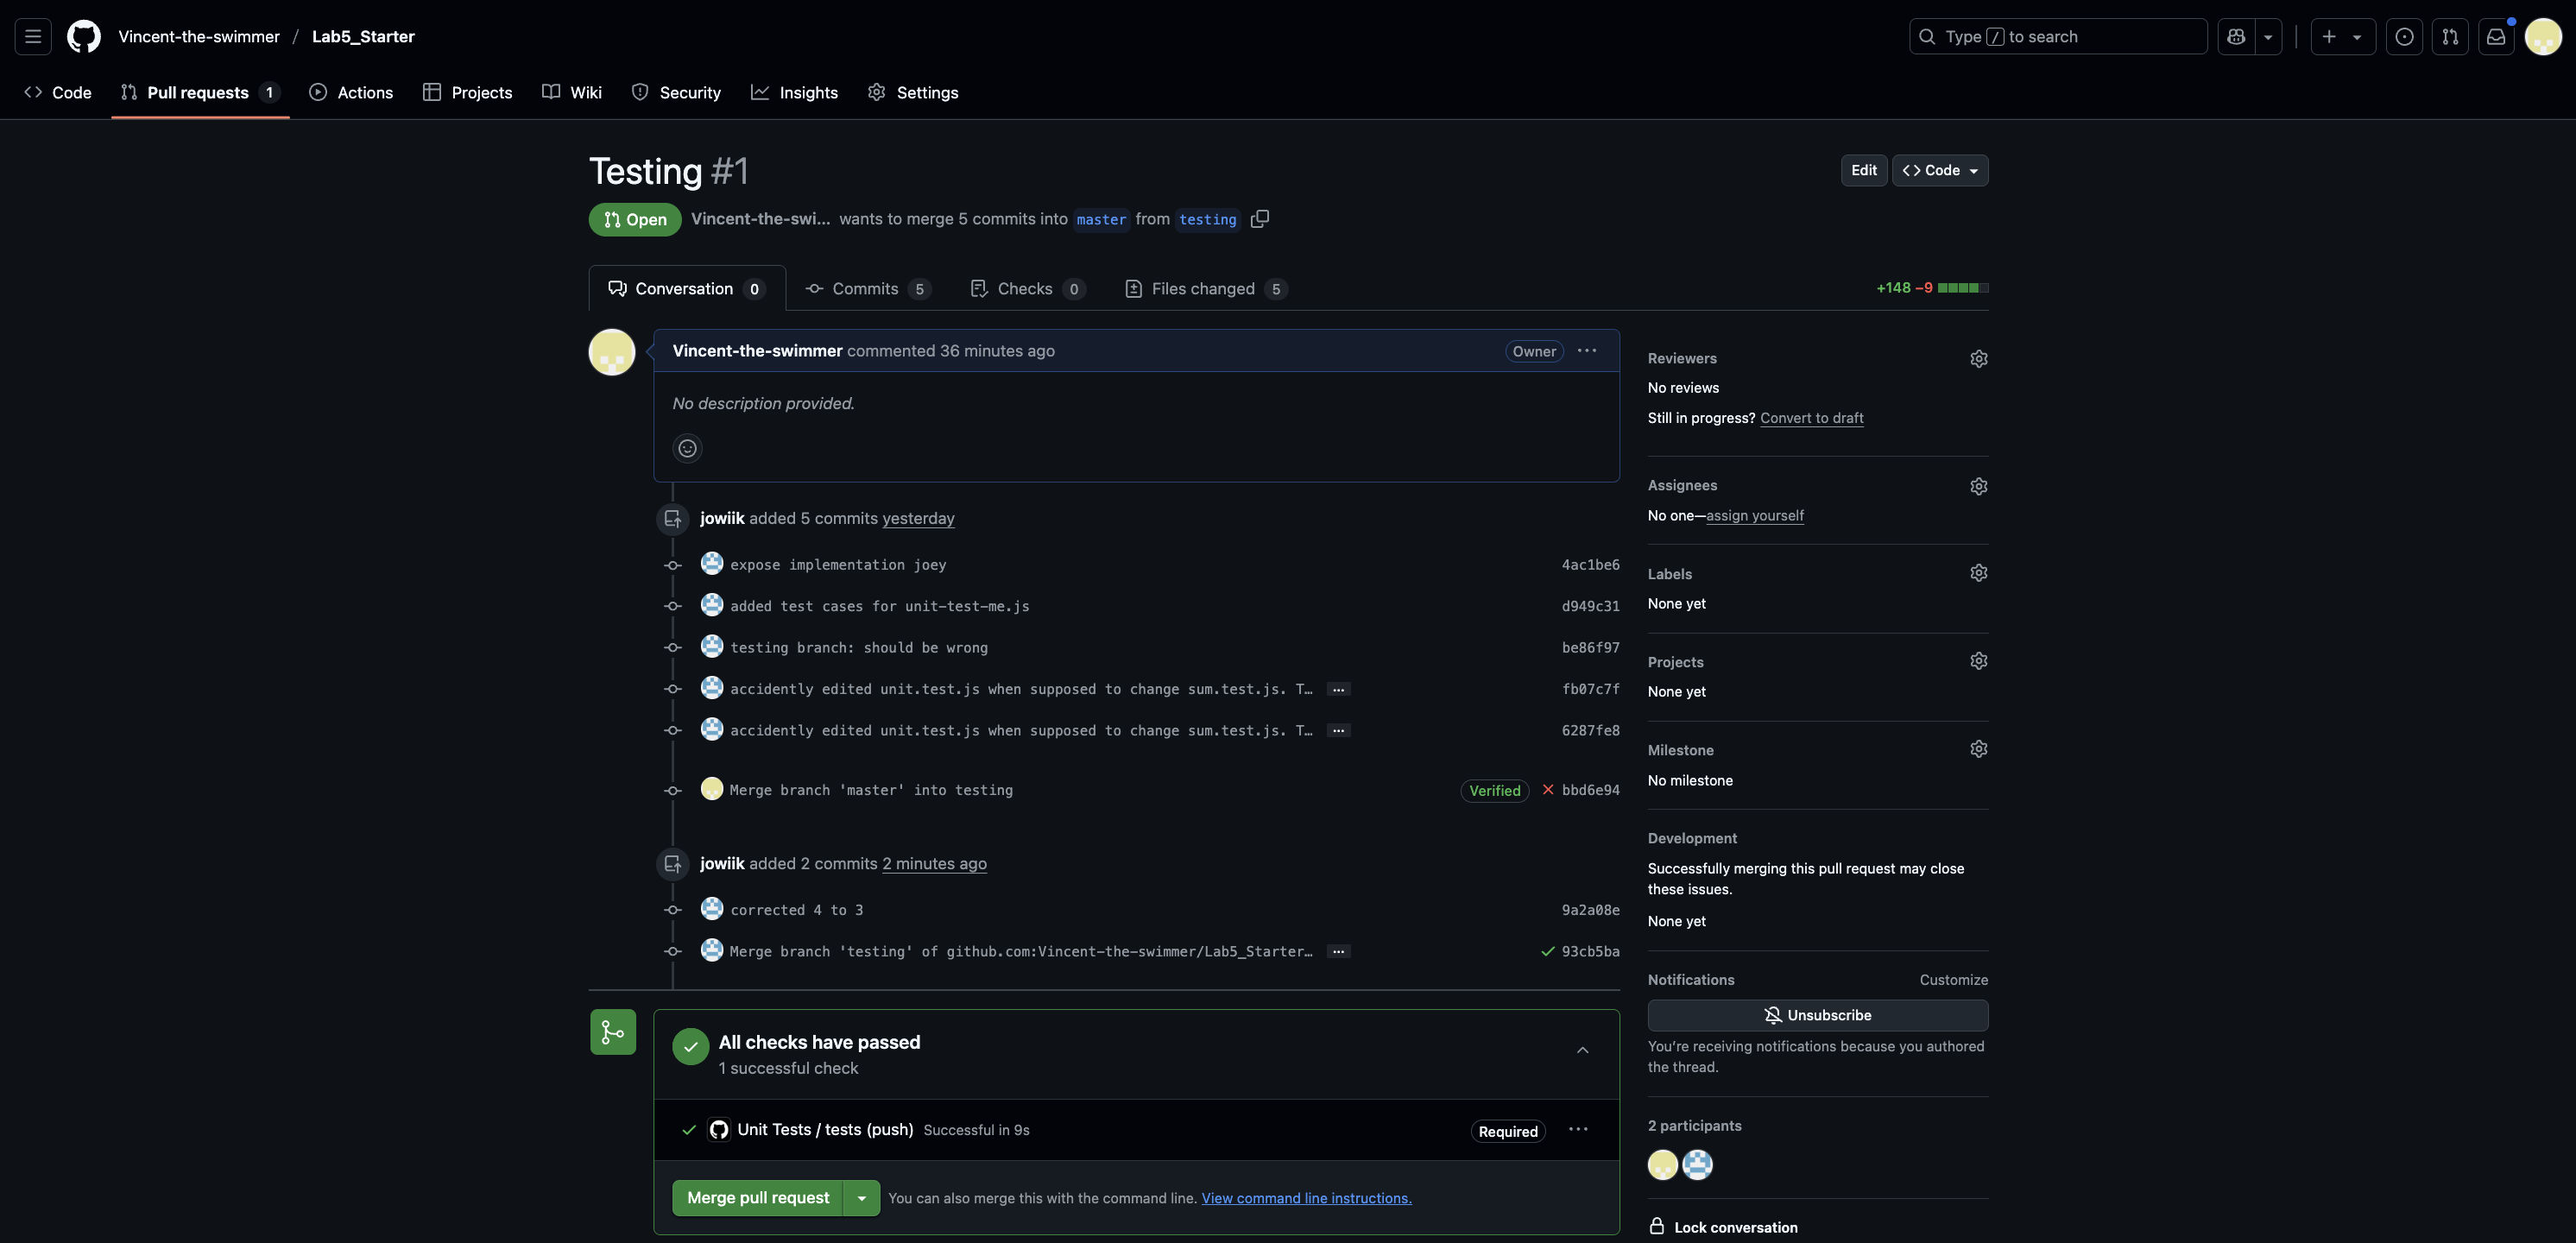 Vincent-the-swimmer / Lab5_Starter
Type / to search
Code
Pull requests 1
Actions
Projects
Wiki
Security
Insights
Settings
Testing #1
Edit
<> Code
Open
Vincent-the-swi... wants to merge 5 commits into master from testing
Conversation 0
Commits 5
Checks 0
Files changed 5
+148 −9
Vincent-the-swimmer commented 36 minutes ago
Owner
No description provided.
jowiik added 5 commits yesterday
expose implementation joey 4ac1be6
added test cases for unit-test-me.js d949c31
testing branch: should be wrong be86f97
accidently edited unit.test.js when supposed to change sum.test.js. T… ... fb07c7f
accidently edited unit.test.js when supposed to change sum.test.js. T… ... 6287fe8
Merge branch 'master' into testing Verified bbd6e94
jowiik added 2 commits 2 minutes ago
corrected 4 to 3 9a2a08e
Merge branch 'testing' of github.com:Vincent-the-swimmer/Lab5_Starter… ... 93cb5ba
All checks have passed
1 successful check
Unit Tests / tests (push) Successful in 9s Required
Merge pull request
You can also merge this with the command line. View command line instructions.
Reviewers
No reviews
Still in progress? Convert to draft
Assignees
No one—assign yourself
Labels
None yet
Projects
None yet
Milestone
No milestone
Development
Successfully merging this pull request may close
these issues.
None yet
Notifications Customize
Unsubscribe
You're receiving notifications because you authored
the thread.
2 participants
Lock conversation